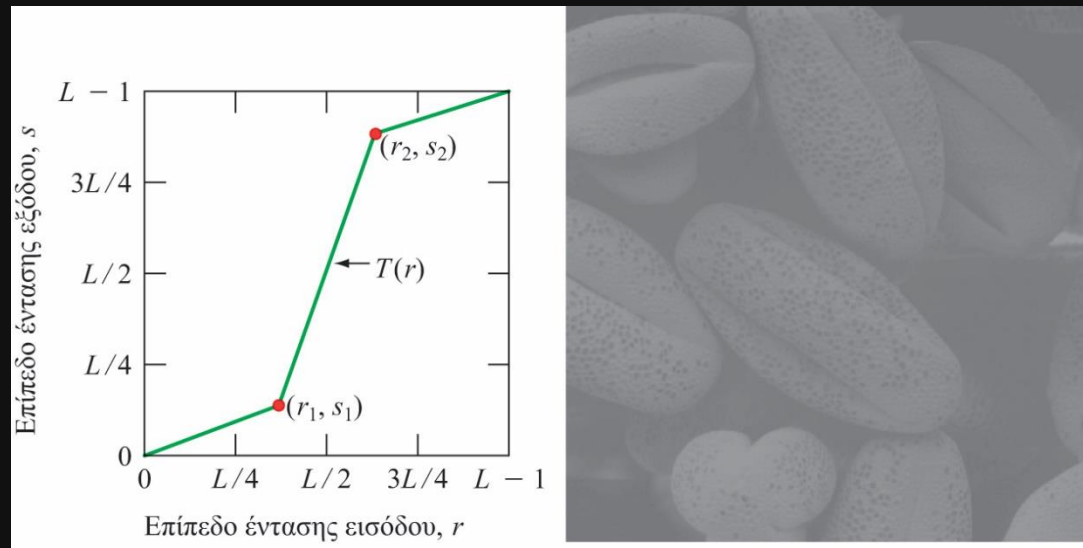 Επίπεδο έντασης εξόδου, s
L − 1
3L/4
L/2
L/4
0
(r₂, s₂)
T(r)
(r₁, s₁)
0 L/4 L/2 3L/4 L − 1
Επίπεδο έντασης εισόδου, r